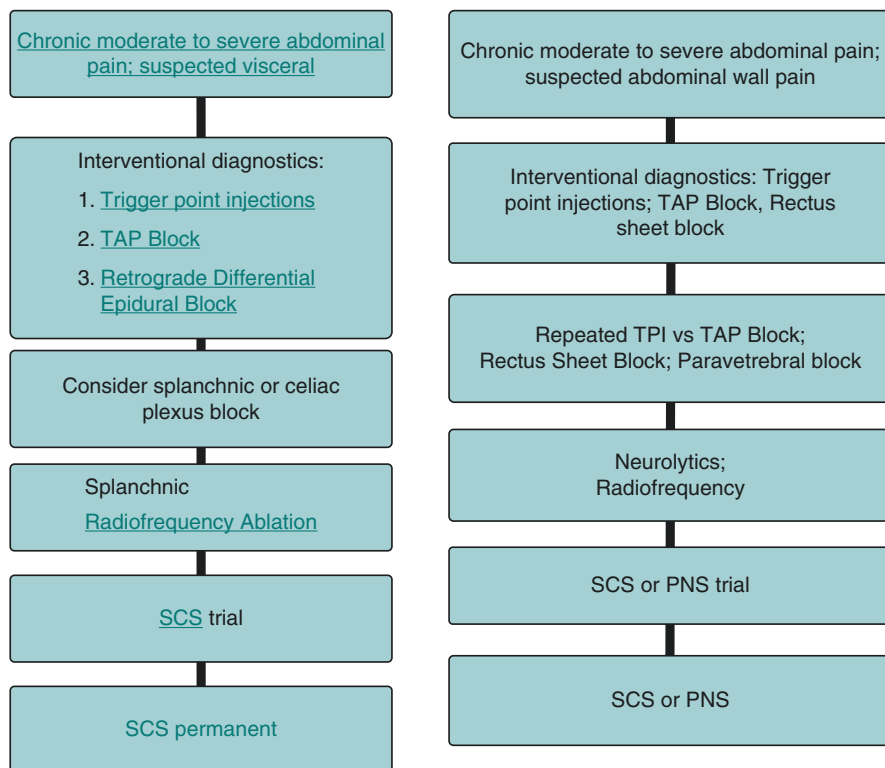 Chronic moderate to severe abdominal
pain; suspected visceral
Interventional diagnostics:
1. Trigger point injections
2. TAP Block
3. Retrograde Differential
Epidural Block
Consider splanchnic or celiac
plexus block
Splanchnic
Radiofrequency Ablation
SCS trial
SCS permanent
Chronic moderate to severe abdominal pain;
suspected abdominal wall pain
Interventional diagnostics: Trigger
point injections; TAP Block, Rectus
sheet block
Repeated TPI vs TAP Block;
Rectus Sheet Block; Paravetrebral block
Neurolytics;
Radiofrequency
SCS or PNS trial
SCS or PNS